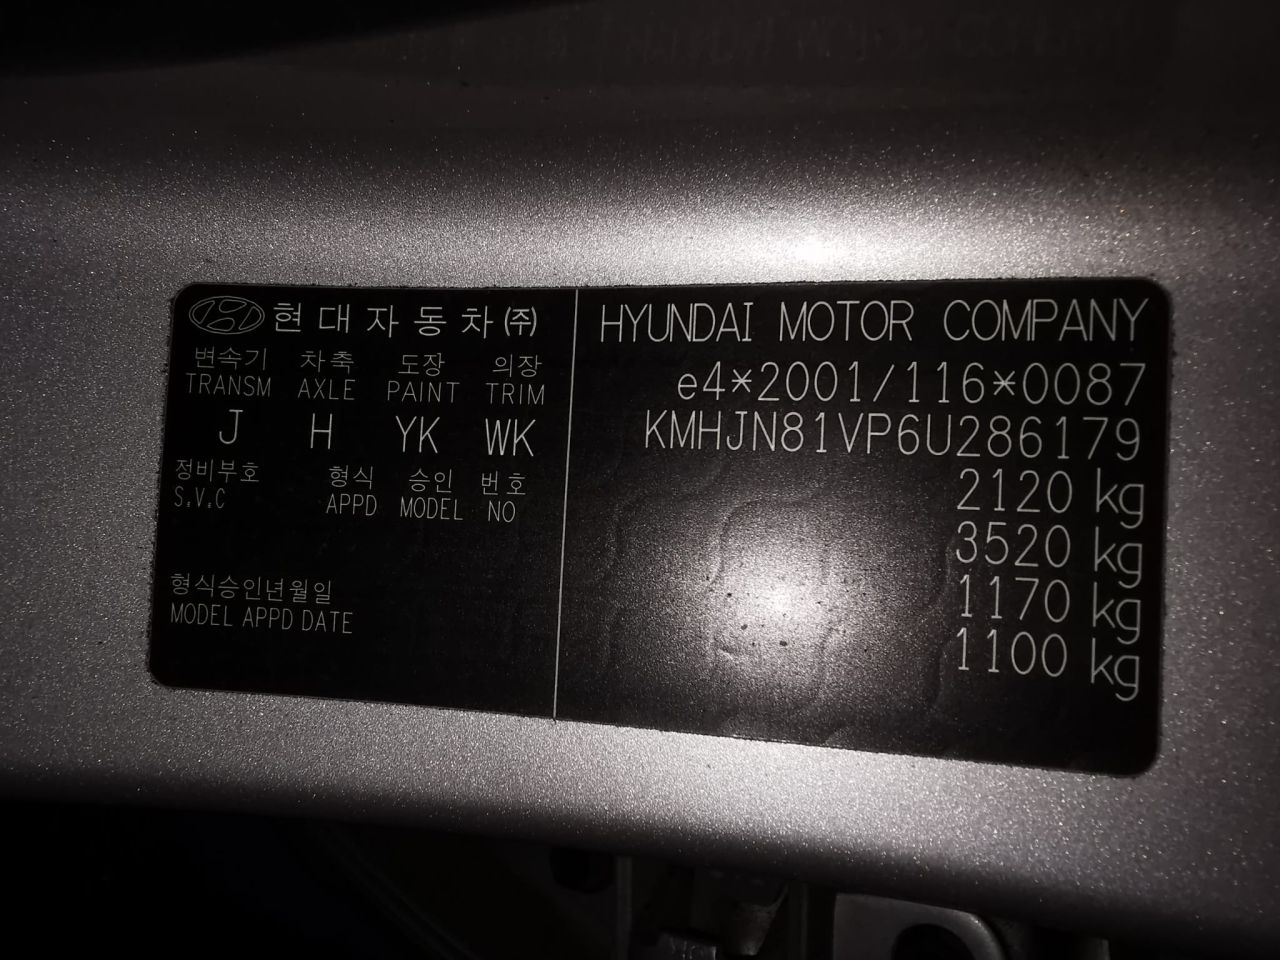 현대자동차㈜
변속기 차축 도장 의장
TRANSM AXLE PAINT TRIM
J H YK WK
정비부호 형식 승인 번호
S.V.C APPD MODEL NO
형식승인년월일
MODEL APPD DATE
HYUNDAI MOTOR COMPANY
e4*2001/116*0087
KMHJN81VP6U286179
2120 kg
3520 kg
1170 kg
1100 kg